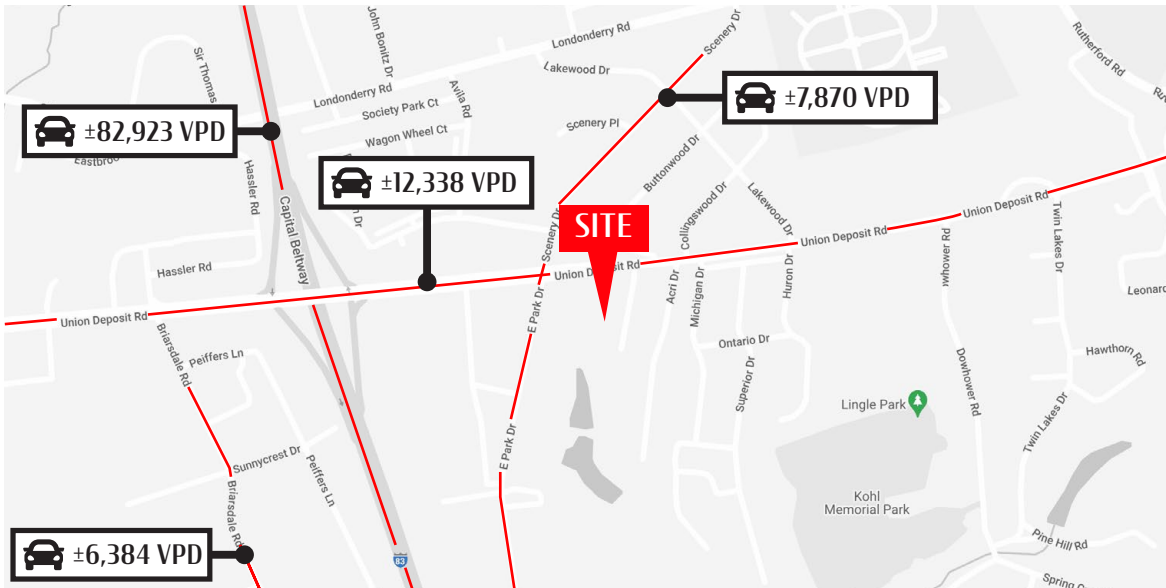 Londonderry Rd
Scenery Dr
Rutherford Rd
John Bonitz Dr
Sir Thomas
Lakewood Dr
±7,870 VPD
Londonderry Rd
Avila Rd
Society Park Ct
±82,923 VPD
Scenery Pl
Wagon Wheel Ct
Buttonwood Dr
Hassler Rd
±12,338 VPD
Capital Beltway
Collingswood Dr
Lakewood Dr
Scenery Dr
SITE
Union Deposit Rd
Twin Lakes Dr
Union Deposit Rd
whower Rd
Hassler Rd
Union Deposit Rd
Acri Dr
Michigan Dr
Huron Dr
E Park Dr
Leonard
Union Deposit Rd
Briarsdale Rd
Peiffers Ln
Ontario Dr
Hawthorn Rd
Superior Dr
Dowhower Rd
Lingle Park
Twin Lakes Dr
E Park Dr
Sunnycrest Dr
Peiffers Ln
Briarsdale Rd
Kohl
Memorial Park
±6,384 VPD
83
Pine Hill Rd